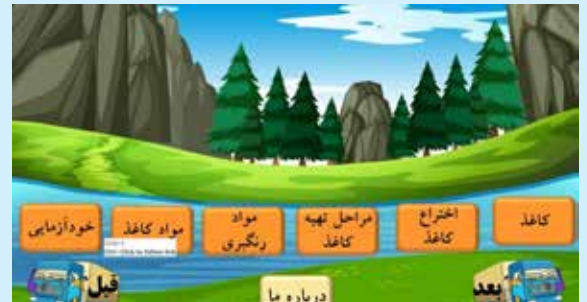 کاغذ
اختراع
کاغذ
مراحل تهیه
کاغذ
مواد
رنگبری
مواد کاغذ
خودآزمایی
بعد
درباره ما
قبل